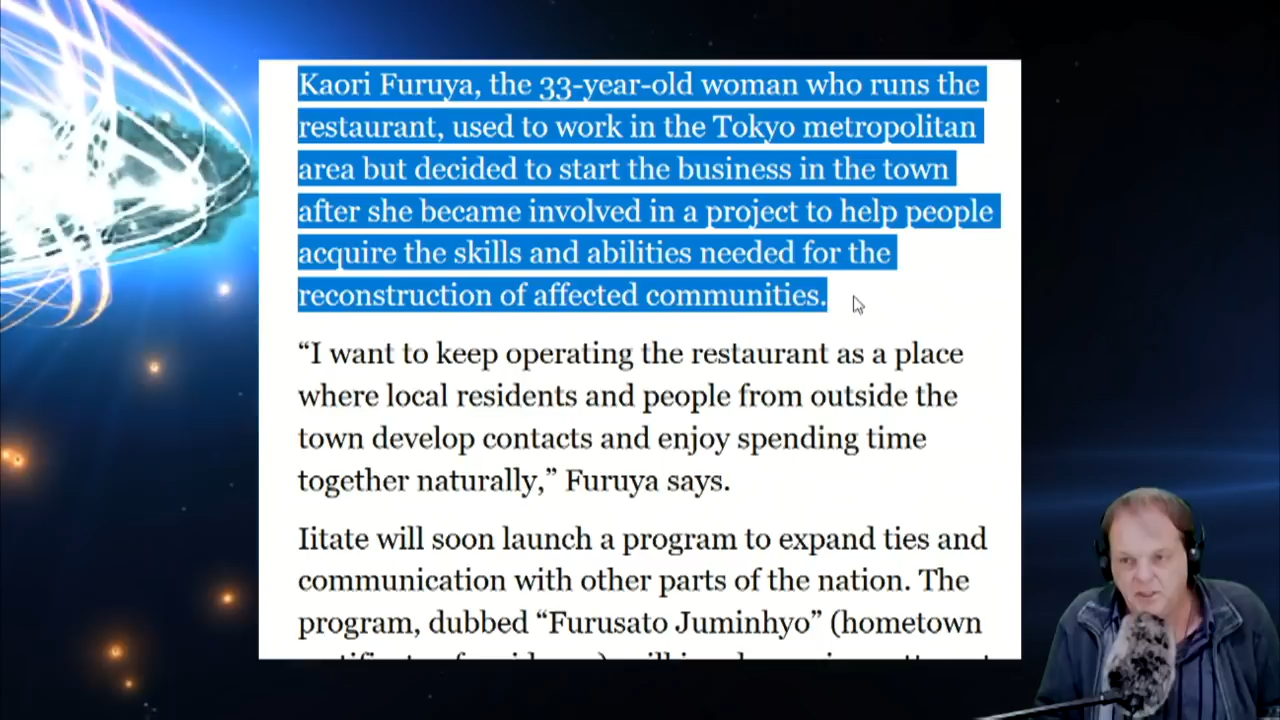 Kaori Furuya, the 33-year-old woman who runs the
restaurant, used to work in the Tokyo metropolitan
area but decided to start the business in the town
after she became involved in a project to help people
acquire the skills and abilities needed for the
reconstruction of affected communities.
“I want to keep operating the restaurant as a place
where local residents and people from outside the
town develop contacts and enjoy spending time
together naturally,” Furuya says.
Iitate will soon launch a program to expand ties and
communication with other parts of the nation. The
program, dubbed “Furusato Juminhyo” (hometown